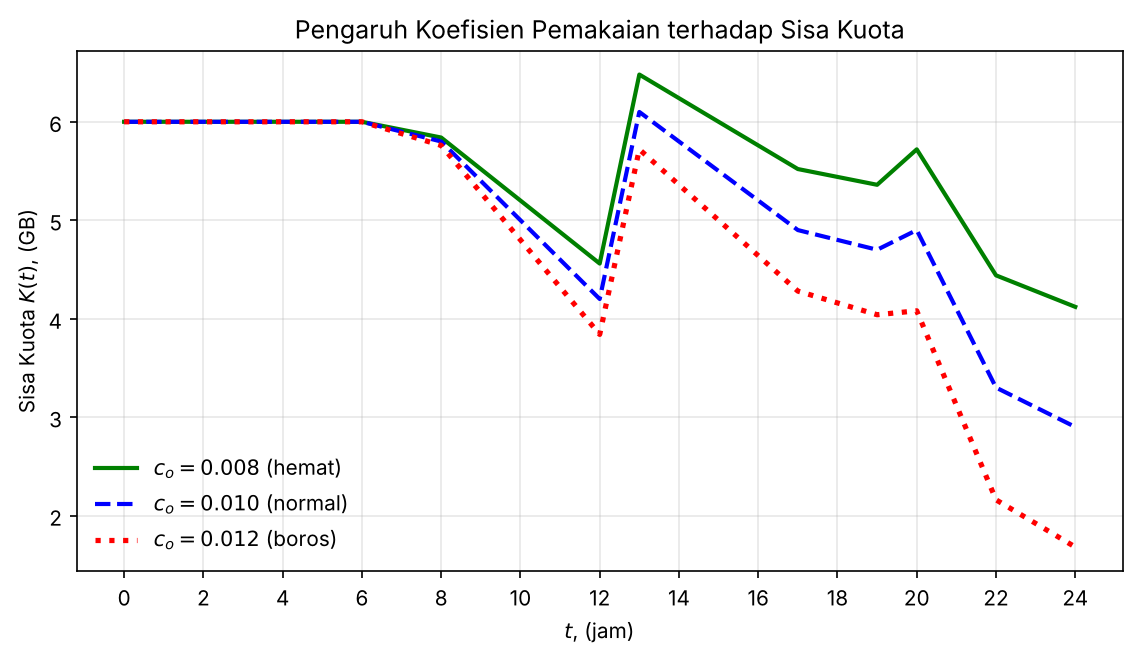 Pengaruh Koefisien Pemakaian terhadap Sisa Kuota
Sisa Kuota K(t), (GB)
6
5
4
3
2
c_o = 0.008 (hemat)
c_o = 0.010 (normal)
c_o = 0.012 (boros)
0 2 4 6 8 10 12 14 16 18 20 22 24
t, (jam)